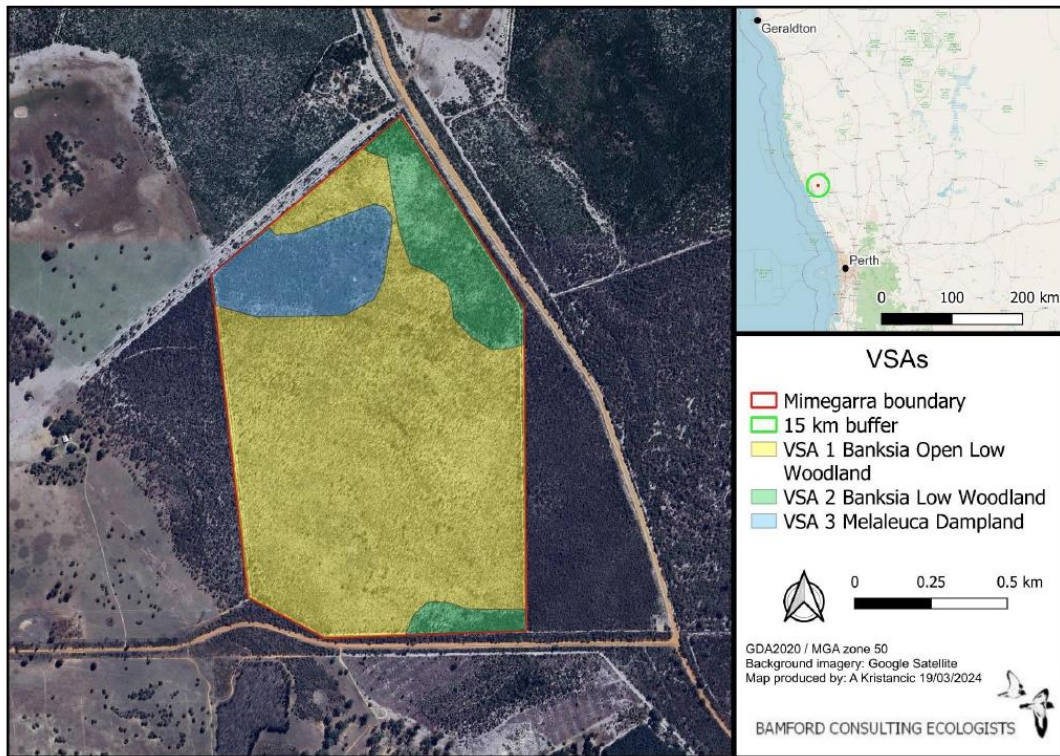 Geraldton
Perth
0 100 200 km
VSAs
Mimegarra boundary
15 km buffer
VSA 1 Banksia Open Low
Woodland
VSA 2 Banksia Low Woodland
VSA 3 Melaleuca Dampland
0 0.25 0.5 km
GDA2020 / MGA zone 50
Background imagery: Google Satellite
Map produced by: A Kristancic 19/03/2024
BAMFORD CONSULTING ECOLOGISTS